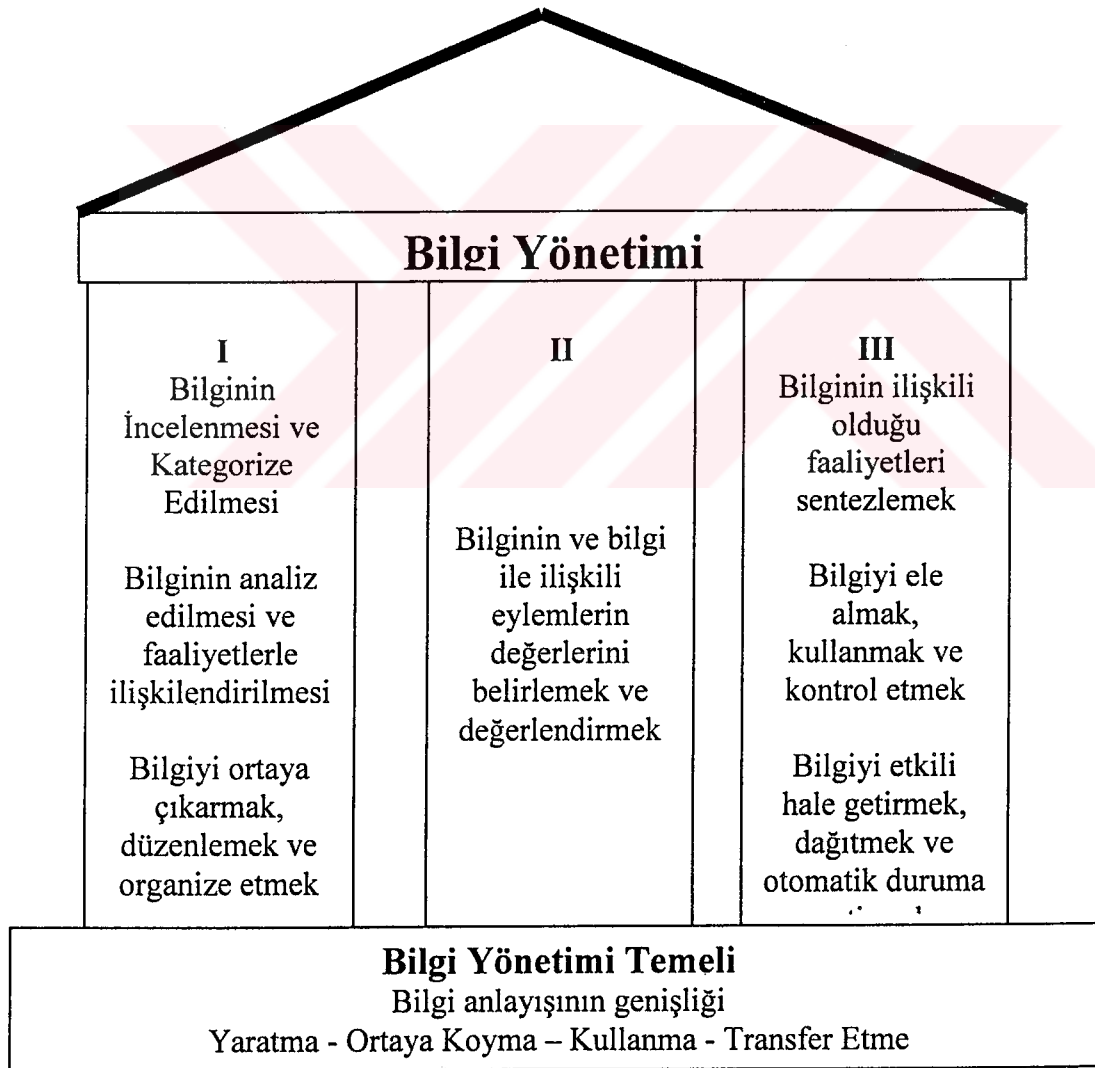 Bilgi Yönetimi
I
Bilginin
İncelenmesi ve
Kategorize
Edilmesi
Bilginin analiz
edilmesi ve
faaliyetlerle
ilişkilendirilmesi
Bilgiyi ortaya
çıkarmak,
düzenlemek ve
organize etmek
II
Bilginin ve bilgi
ile ilişkili
eylemlerin
değerlerini
belirlemek ve
değerlendirmek
III
Bilginin ilişkili
olduğu
faaliyetleri
sentezlemek
Bilgiyi ele
almak,
kullanmak ve
kontrol etmek
Bilgiyi etkili
hale getirmek,
dağıtmek ve
otomatik duruma
Bilgi Yönetimi Temeli
Bilgi anlayışının genişliği
Yaratma - Ortaya Koyma – Kullanma - Transfer Etme